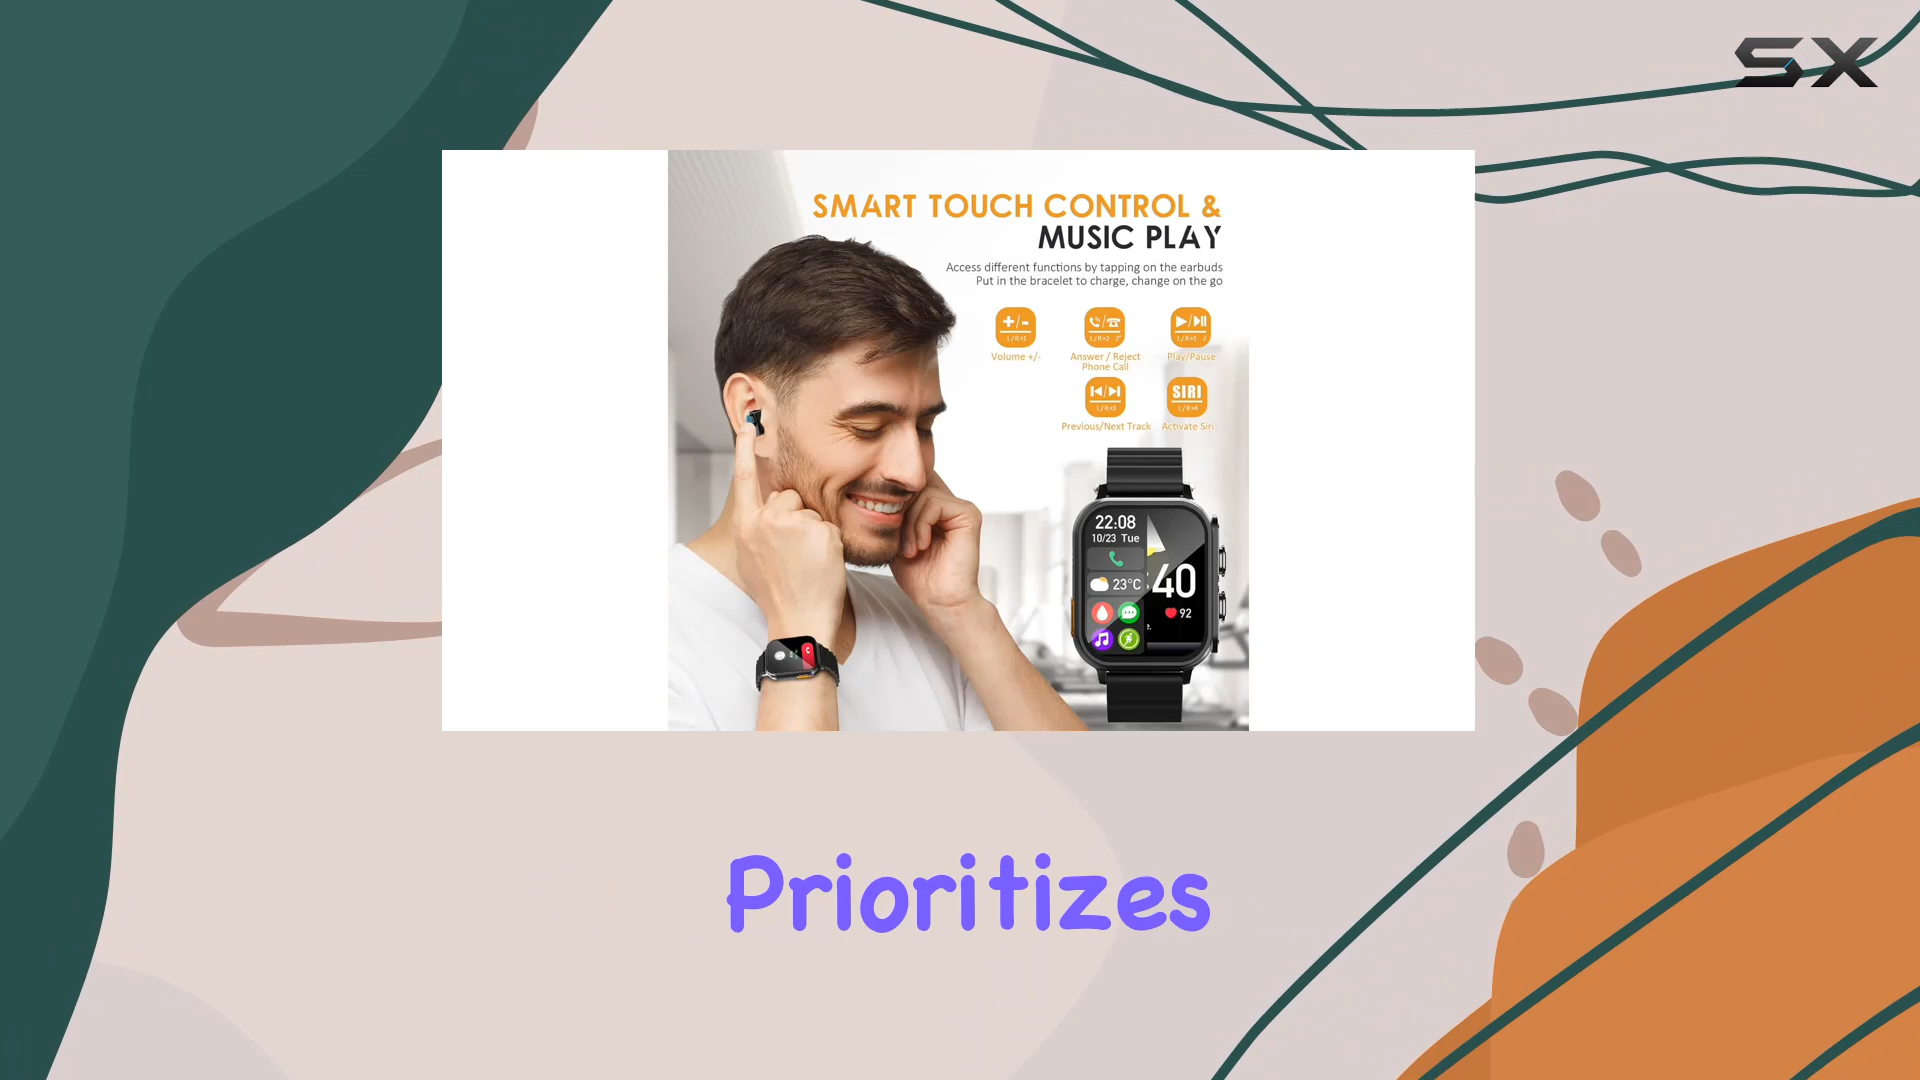 SX
SMART TOUCH CONTROL &
MUSIC PLAY
Access different functions by tapping on the earbuds
Put in the bracelet to charge, change on the go
Volume +/-
Answer / Reject
Phone Call
Play/Pause
SIRI
Previous/Next Track
Activate Siri
22:08
10/23 Tue
23°C
40
92
Prioritizes